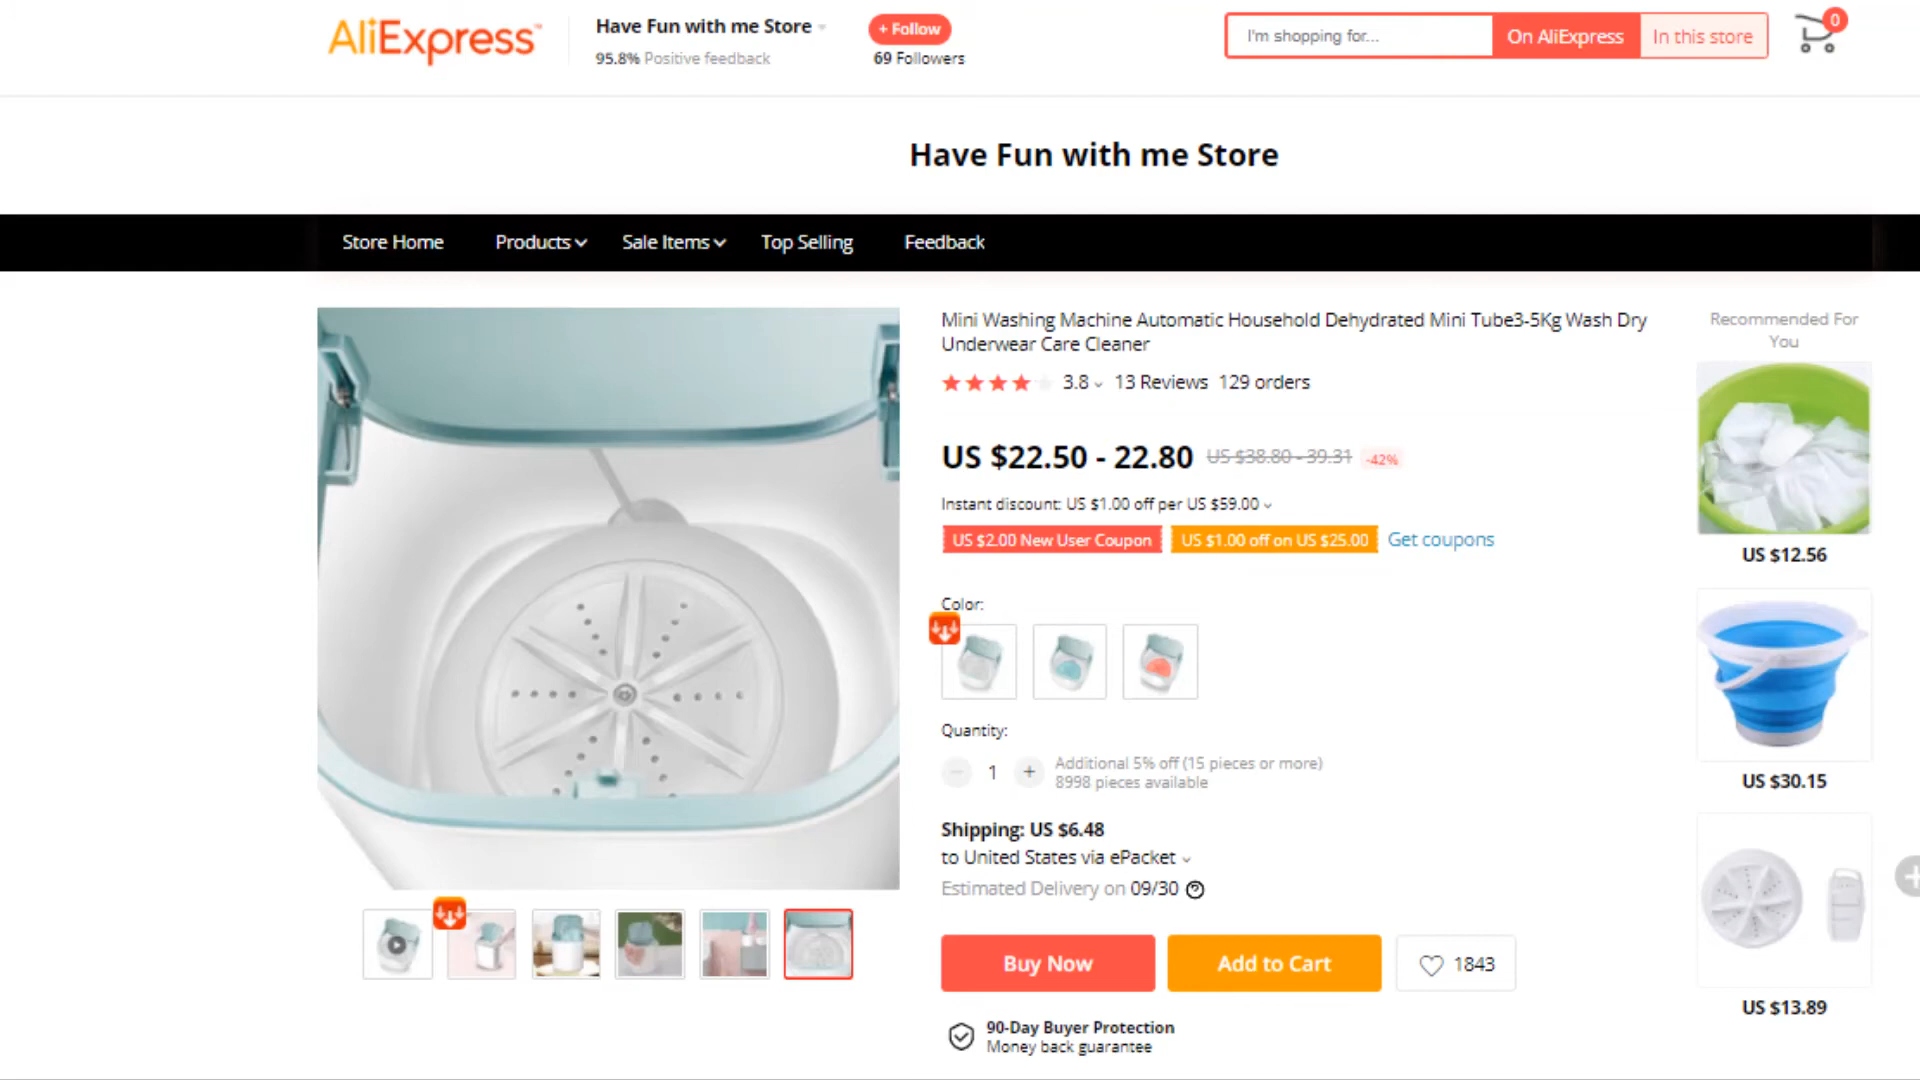 AliExpress™
Have Fun with me Store
95.8% Positive feedback
+ Follow
69 Followers
I'm shopping for...
On AliExpress
In this store
0
Have Fun with me Store
Store Home
Products
Sale Items
Top Selling
Feedback
Mini Washing Machine Automatic Household Dehydrated Mini Tube3-5Kg Wash Dry
Underwear Care Cleaner
3.8
13 Reviews
129 orders
US $22.50 - 22.80
US $38.80 - 39.31
-42%
Instant discount: US $1.00 off per US $59.00
US $2.00 New User Coupon
US $1.00 off on US $25.00
Get coupons
Color:
Quantity:
1
Additional 5% off (15 pieces or more)
8998 pieces available
Shipping: US $6.48
to United States via ePacket
Estimated Delivery on 09/30
Buy Now
Add to Cart
1843
90-Day Buyer Protection
Money back guarantee
Recommended For
You
US $12.56
US $30.15
US $13.89